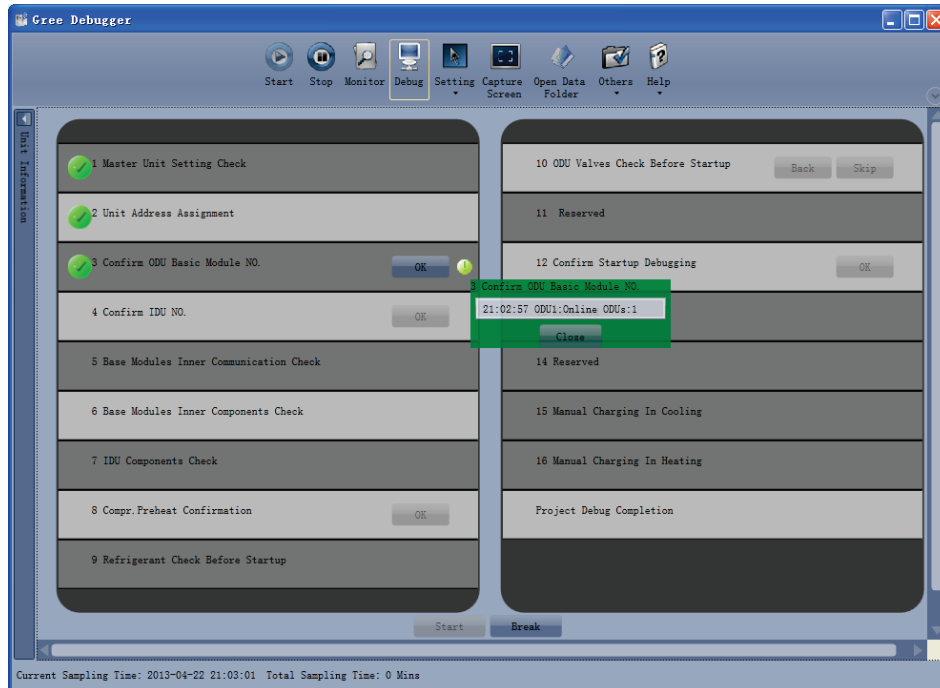 Gree Debugger
Start Stop Monitor Debug Setting Capture Screen Open Data Folder Others Help
Unit Information
1 Master Unit Setting Check
2 Unit Address Assignment
3 Confirm ODU Basic Module NO. OK
4 Confirm IDU NO. OK
5 Base Modules Inner Communication Check
6 Base Modules Inner Components Check
7 IDU Components Check
8 Compr.Preheat Confirmation OK
9 Refrigerant Check Before Startup
10 ODU Valves Check Before Startup Back Skip
11 Reserved
12 Confirm Startup Debugging OK
3 Confirm ODU Basic Module NO.
21:02:57 ODU1:Online ODUs:1
Close
14 Reserved
15 Manual Charging In Cooling
16 Manual Charging In Heating
Project Debug Completion
Start Break
Current Sampling Time: 2013-04-22 21:03:01 Total Sampling Time: 0 Mins